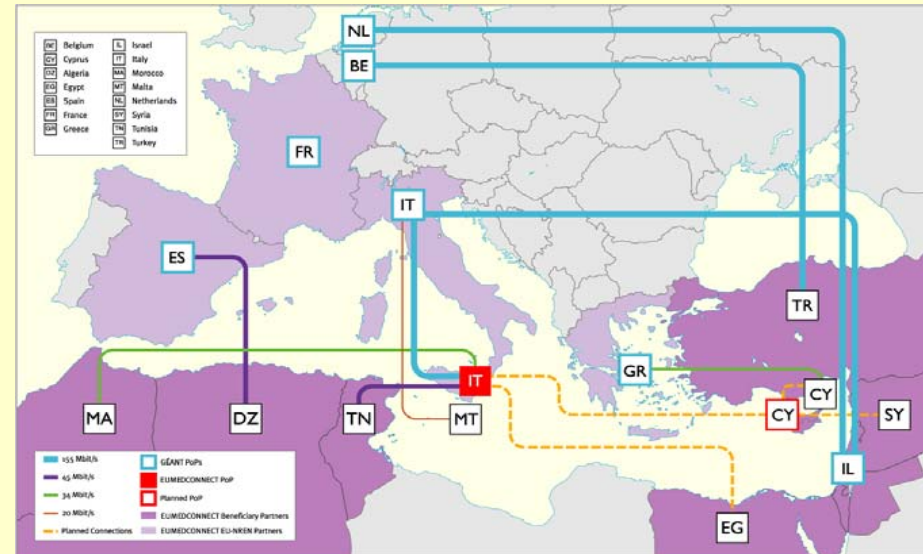 BE Belgium
CY Cyprus
DZ Algeria
EG Egypt
ES Spain
FR France
GR Greece
IL Israel
IT Italy
MA Morocco
MT Malta
NL Netherlands
SY Syria
TN Tunisia
TR Turkey
NL
BE
FR
IT
ES
TR
GR
IT
CY
MA
DZ
TN
MT
CY
SY
IL
EG
155 Mbit/s
45 Mbit/s
34 Mbit/s
20 Mbit/s
Planned Connections
GÉANT PoPs
EUMEDCONNECT PoP
Planned PoP
EUMEDCONNECT Beneficiary Partners
EUMEDCONNECT EU-NREN Partners